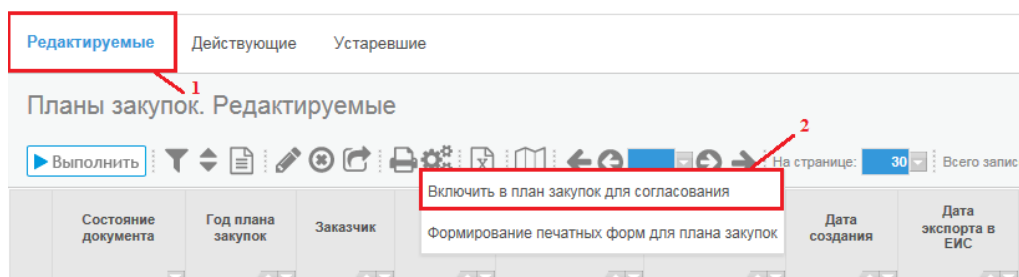 Редактируемые Действующие Устаревшие
1
Планы закупок. Редактируемые
2
Выполнить На странице: 30 Всего запис
Включить в план закупок для согласования
Формирование печатных форм для плана закупок
Состояние документа
Год плана закупок
Заказчик
Дата создания
Дата экспорта в ЕИС